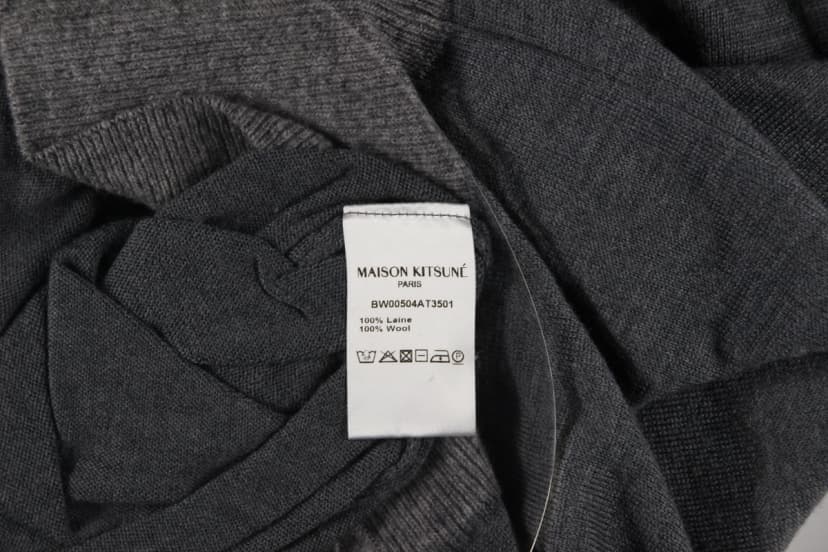 MAISON KITSUNÉ
PARIS
BW00504AT3501
100% Laine
100% Wool